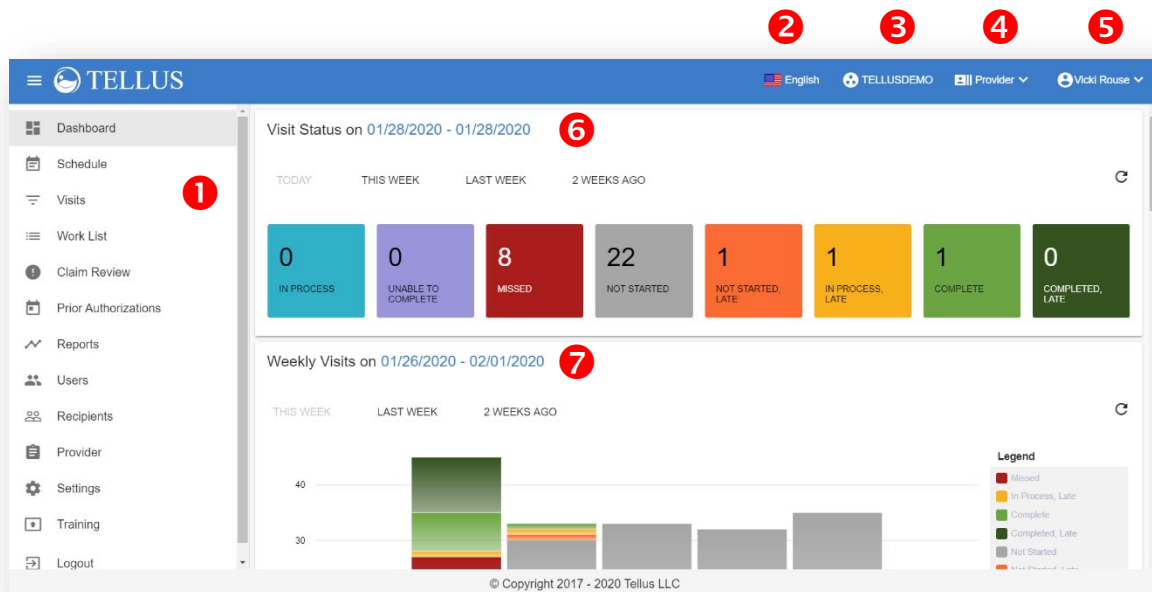 2 3 4 5
TELLUS English TELLUSDEMO Provider Vicki Rouse
Dashboard
Schedule
Visits
1
Work List
Claim Review
Prior Authorizations
Reports
Users
Recipients
Provider
Settings
Training
Logout
Visit Status on 01/28/2020 - 01/28/2020 6
TODAY THIS WEEK LAST WEEK 2 WEEKS AGO
0 0 8 22 1 1 1 0
IN PROCESS UNABLE TO MISSED NOT STARTED NOT STARTED, IN PROCESS, COMPLETE COMPLETED,
COMPLETE LATE LATE LATE
Weekly Visits on 01/26/2020 - 02/01/2020 7
THIS WEEK LAST WEEK 2 WEEKS AGO
40
30
Legend
Missed
In Process, Late
Complete
Completed, Late
Not Started
Not Started, Late
© Copyright 2017 - 2020 Tellus LLC